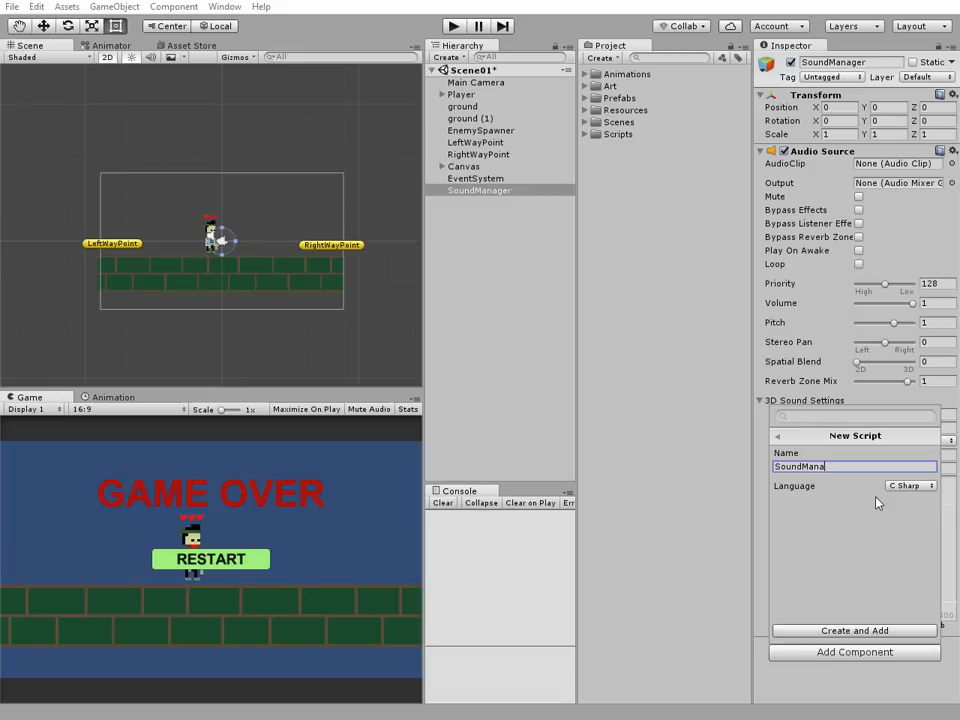 File Edit Assets GameObject Component Window Help
Center Local Collab Account Layers Layout
Scene Animator Asset Store
Shaded 2D Gizmos All
LeftWayPoint RightWayPoint
Game Animation
Display 1 16:9 Scale 1x Maximize On Play Mute Audio Stats
GAME OVER
RESTART
Hierarchy
Create All
Scene01*
Main Camera
Player
ground
ground (1)
EnemySpawner
LeftWayPoint
RightWayPoint
Canvas
EventSystem
SoundManager
Console
Clear Collapse Clear on Play Err
Project
Create
Animations
Art
Prefabs
Resources
Scenes
Scripts
Inspector
SoundManager Static
Tag Untagged Layer Default
Transform
Position X 0 Y 0 Z 0
Rotation X 0 Y 0 Z 0
Scale X 1 Y 1 Z 1
Audio Source
AudioClip None (Audio Clip)
Output None (Audio Mixer G
Mute
Bypass Effects
Bypass Listener Effe
Bypass Reverb Zone
Play On Awake
Loop
Priority 128
High Low
Volume 1
Pitch 1
Stereo Pan 0
Left Right
Spatial Blend 0
2D 3D
Reverb Zone Mix 1
3D Sound Settings
New Script
Name
SoundMana
Language C Sharp
Create and Add
Add Component